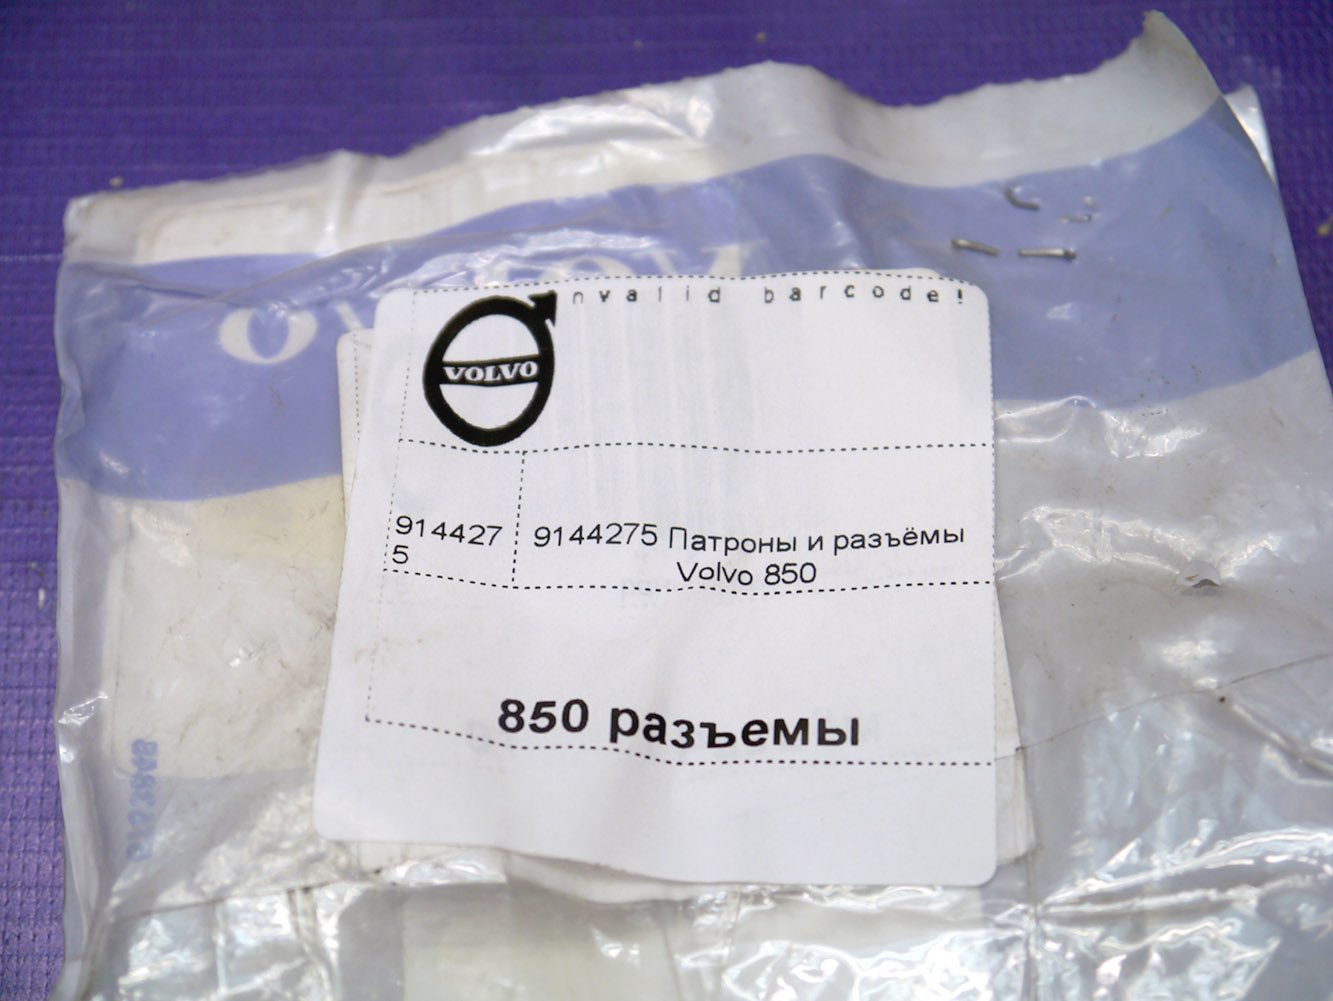 nvalid barcode!
VOLVO
914427
5
9144275 Патроны и разъёмы
Volvo 850
850 разъемы